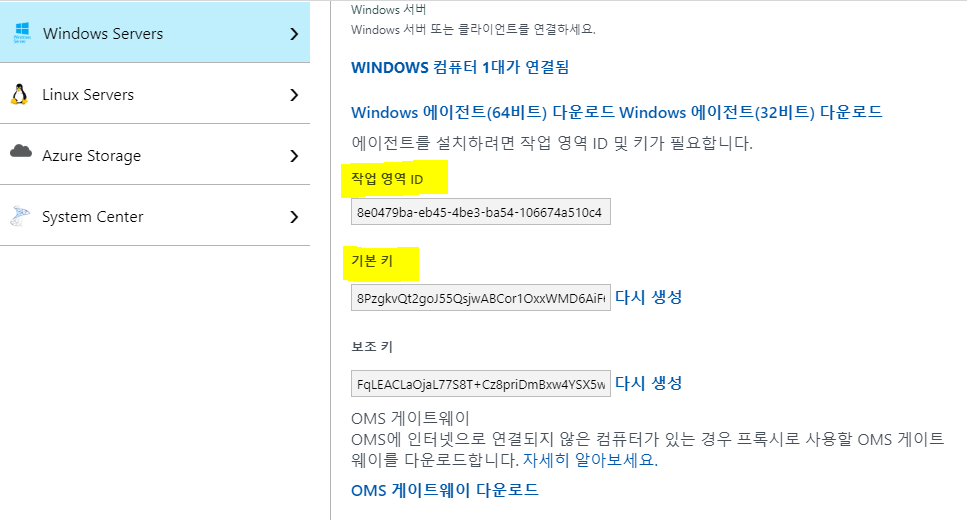 Windows Servers
Linux Servers
Azure Storage
System Center
Windows 서버
Windows 서버 또는 클라이언트를 연결하세요.
WINDOWS 컴퓨터 1대가 연결됨
Windows 에이전트(64비트) 다운로드 Windows 에이전트(32비트) 다운로드
에이전트를 설치하려면 작업 영역 ID 및 키가 필요합니다.
작업 영역 ID
8e0479ba-eb45-4be3-ba54-106674a510c4
기본 키
8PzgkvQt2goJ55QsjwABCor1OxxWMD6AiF 다시 생성
보조 키
FqLEACLaOjaL77S8T+Cz8priDmBxw4YSX5w 다시 생성
OMS 게이트웨이
OMS에 인터넷으로 연결되지 않은 컴퓨터가 있는 경우 프록시로 사용할 OMS 게이트
웨이를 다운로드합니다. 자세히 알아보세요.
OMS 게이트웨이 다운로드